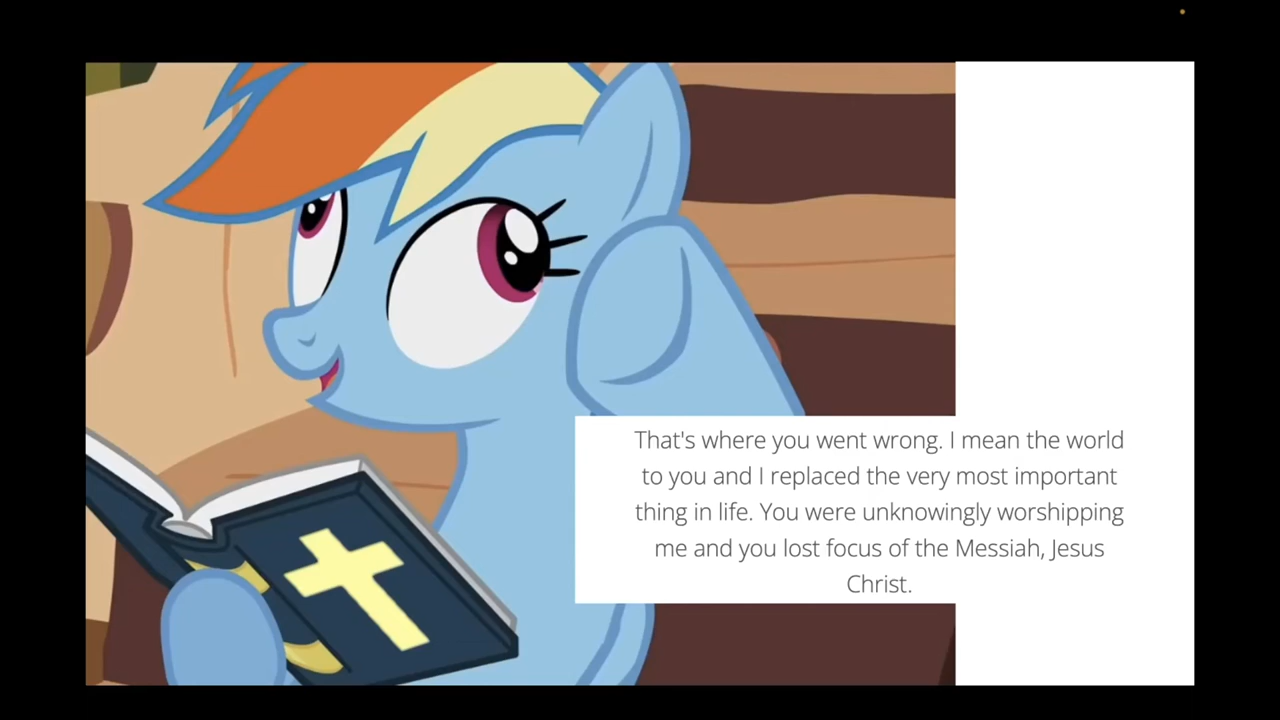 That's where you went wrong. I mean the world
to you and I replaced the very most important
thing in life. You were unknowingly worshipping
me and you lost focus of the Messiah, Jesus
Christ.